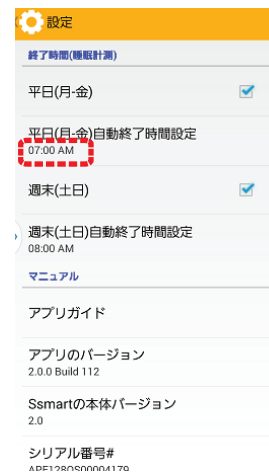 設定
終了時間(睡眠計測)
平日(月-金)
平日(月-金)自動終了時間設定
07:00 AM
週末(土日)
週末(土日)自動終了時間設定
08:00 AM
マニュアル
アプリガイド
アプリのバージョン
2.0.0 Build 112
Ssmartの本体バージョン
2.0
シリアル番号#
APF128OS00004179